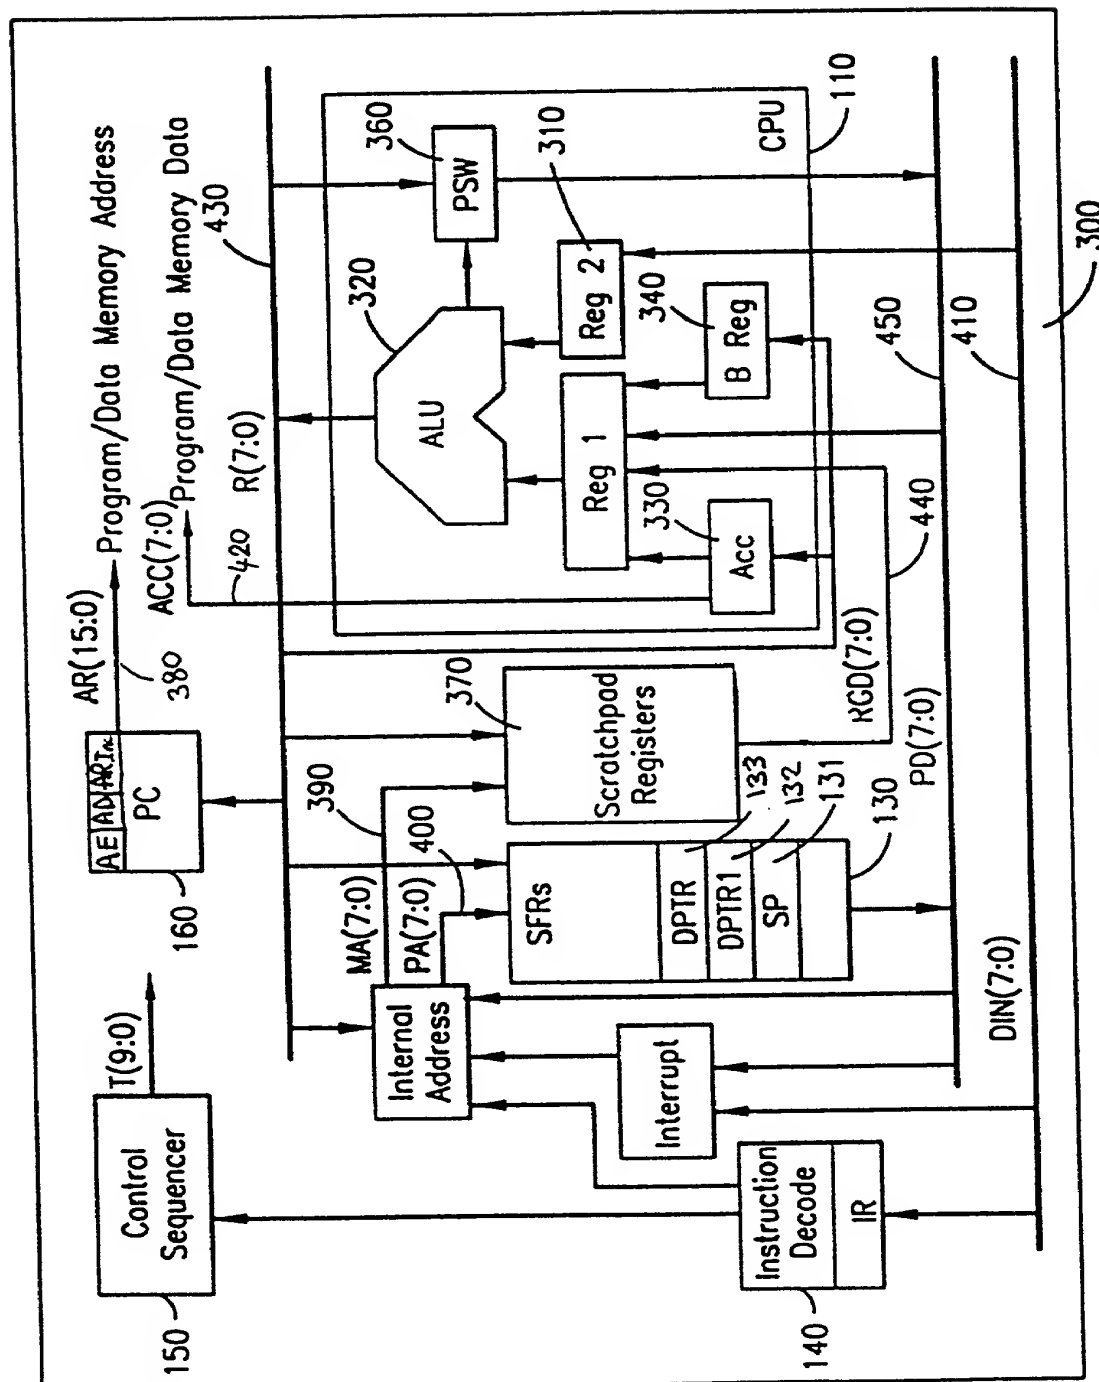 150
Control
Sequencer
T(9:0)
160
AE
AD
PC
AR(15:0)
380
Program/Data Memory Address
ACC(7:0)
Program/Data Memory Data
420
R(7:0)
430
MA(7:0)
390
PA(7:0)
400
Internal
Address
Interrupt
140
Instruction
Decode
IR
SFRs
DPTR
133
DPTR1
132
SP
131
130
370
Scratchpad
Registers
320
ALU
360
PSW
310
Reg 1
Reg 2
330
Acc
340
B Reg
CPU
110
RGD(7:0)
440
PD(7:0)
450
DIN(7:0)
410
300